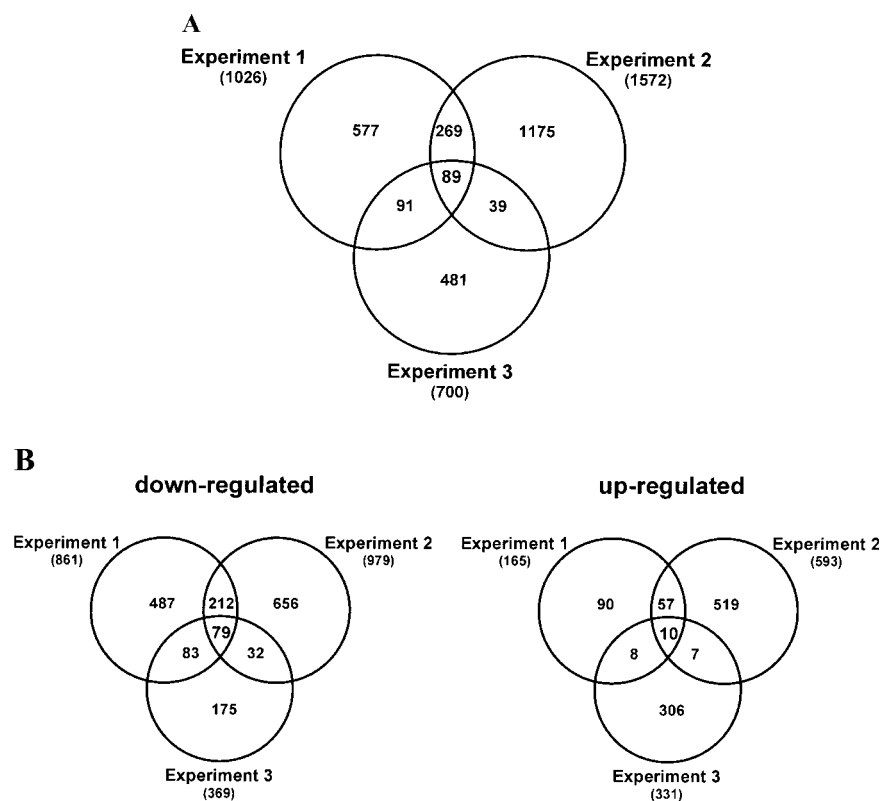 A
Experiment 1
(1026)
Experiment 2
(1572)
577
269
1175
89
91
39
481
Experiment 3
(700)
B
down-regulated
Experiment 1
(861)
Experiment 2
(979)
487
212
656
79
83
32
175
Experiment 3
(369)
up-regulated
Experiment 1
(165)
Experiment 2
(593)
90
57
519
10
8
7
306
Experiment 3
(331)